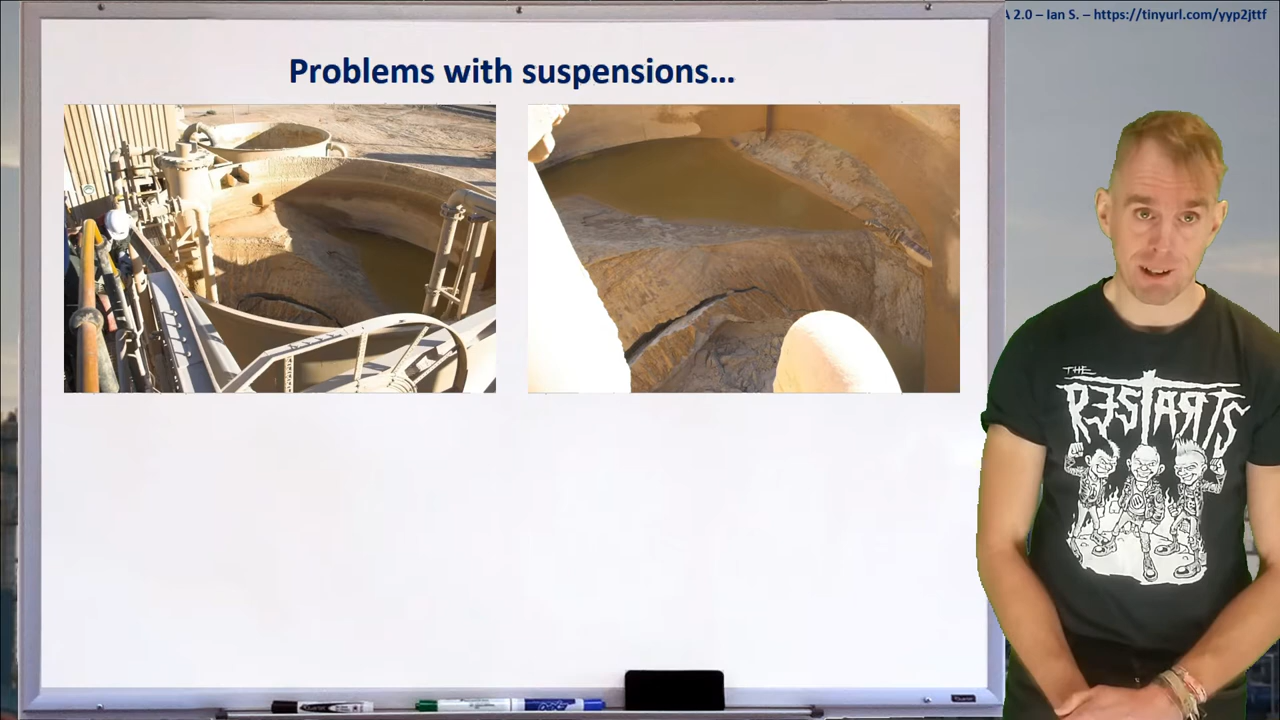 A 2.0 – Ian S. – https://tinyurl.com/yyp2jttf
Problems with suspensions...
THE
RESTARTS